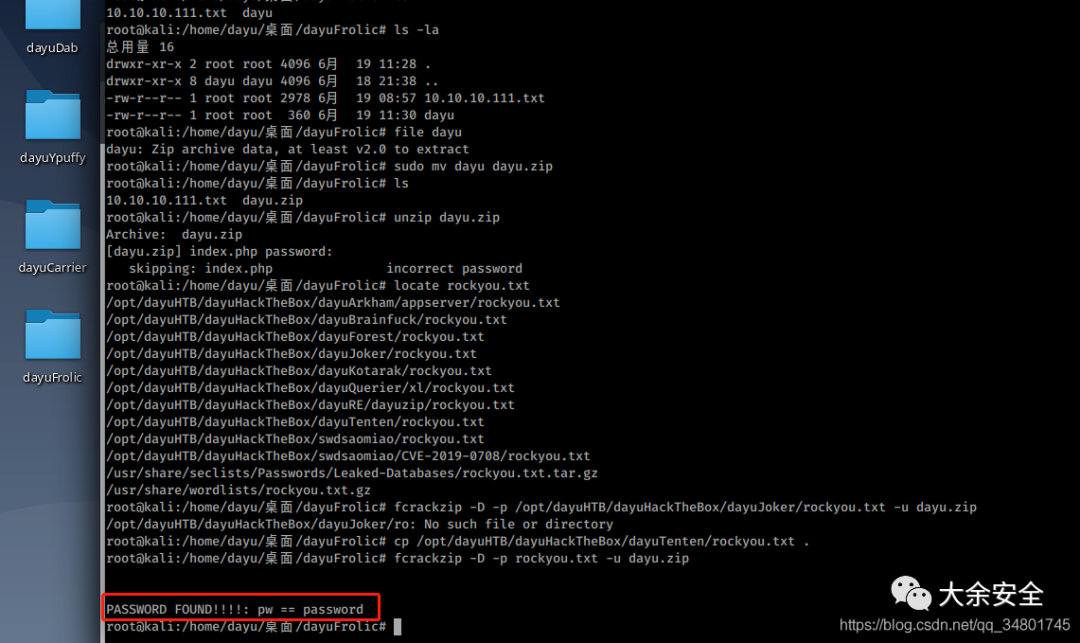 10.10.10.111.txt  dayu
root@kali:/home/dayu/桌面/dayuFrolic# ls -la
总用量 16
drwxr-xr-x 2 root root 4096 6月  19 11:28 .
drwxr-xr-x 8 dayu dayu 4096 6月  18 21:38 ..
-rw-r--r-- 1 root root 2978 6月  19 08:57 10.10.10.111.txt
-rw-r--r-- 1 root root  360 6月  19 11:30 dayu
root@kali:/home/dayu/桌面/dayuFrolic# file dayu
dayu: Zip archive data, at least v2.0 to extract
root@kali:/home/dayu/桌面/dayuFrolic# sudo mv dayu dayu.zip
root@kali:/home/dayu/桌面/dayuFrolic# ls
10.10.10.111.txt  dayu.zip
root@kali:/home/dayu/桌面/dayuFrolic# unzip dayu.zip
Archive:  dayu.zip
[dayu.zip] index.php password:
   skipping: index.php               incorrect password
root@kali:/home/dayu/桌面/dayuFrolic# locate rockyou.txt
/opt/dayuHTB/dayuHackTheBox/dayuArkham/appserver/rockyou.txt
/opt/dayuHTB/dayuHackTheBox/dayuBrainfuck/rockyou.txt
/opt/dayuHTB/dayuHackTheBox/dayuForest/rockyou.txt
/opt/dayuHTB/dayuHackTheBox/dayuJoker/rockyou.txt
/opt/dayuHTB/dayuHackTheBox/dayuKotarak/rockyou.txt
/opt/dayuHTB/dayuHackTheBox/dayuQuerier/xl/rockyou.txt
/opt/dayuHTB/dayuHackTheBox/dayuRE/dayuzip/rockyou.txt
/opt/dayuHTB/dayuHackTheBox/dayuTenten/rockyou.txt
/opt/dayuHTB/dayuHackTheBox/swdsaomiao/rockyou.txt
/opt/dayuHTB/dayuHackTheBox/swdsaomiao/CVE-2019-0708/rockyou.txt
/usr/share/seclists/Passwords/Leaked-Databases/rockyou.txt.tar.gz
/usr/share/wordlists/rockyou.txt.gz
root@kali:/home/dayu/桌面/dayuFrolic# fcrackzip -D -p /opt/dayuHTB/dayuHackTheBox/dayuJoker/rockyou.txt -u dayu.zip
/opt/dayuHTB/dayuHackTheBox/dayuJoker/ro: No such file or directory
root@kali:/home/dayu/桌面/dayuFrolic# cp /opt/dayuHTB/dayuHackTheBox/dayuTenten/rockyou.txt .
root@kali:/home/dayu/桌面/dayuFrolic# fcrackzip -D -p rockyou.txt -u dayu.zip
PASSWORD FOUND!!!!: pw == password
root@kali:/home/dayu/桌面/dayuFrolic#
dayuDab
dayuYpuffy
dayuCarrier
dayuFrolic
大余安全
https://blog.csdn.net/qq_34801745